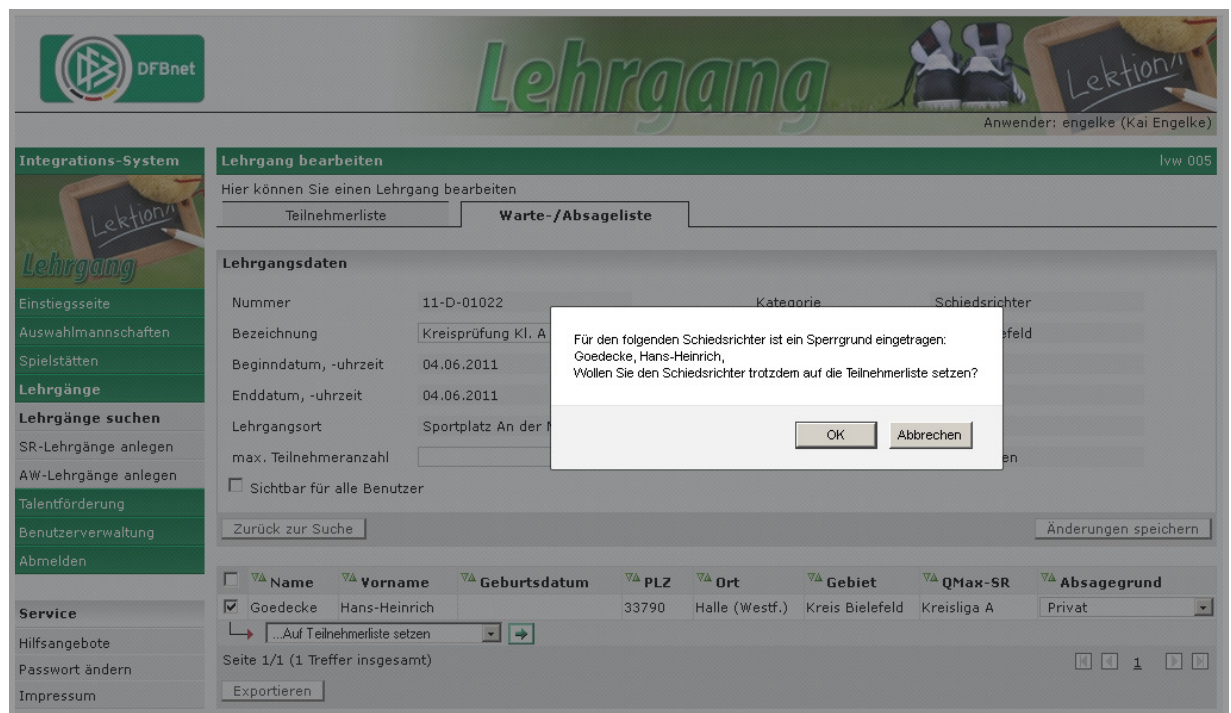 DFBnet
Lehrgang
Lektion
Anwender: engelke (Kai Engelke)
Integrations-System
Lektion
Lehrgang
Einstiegsseite
Auswahlmannschaften
Spielstätten
Lehrgänge
Lehrgänge suchen
SR-Lehrgänge anlegen
AW-Lehrgänge anlegen
Talentförderung
Benutzerverwaltung
Abmelden
Service
Hilfsangebote
Passwort ändern
Impressum
Lehrgang bearbeiten lvw 005
Hier können Sie einen Lehrgang bearbeiten
Teilnehmerliste Warte-/Absageliste
Lehrgangsdaten
Nummer 11-D-01022 Kategorie Schiedsrichter
Bezeichnung Kreisprüfung Kl. A
Beginndatum, -uhrzeit 04.06.2011
Enddatum, -uhrzeit 04.06.2011
Lehrgangsort Sportplatz An der
max. Teilnehmeranzahl
Sichtbar für alle Benutzer
Für den folgenden Schiedsrichter ist ein Sperrgrund eingetragen:
Goedecke, Hans-Heinrich,
Wollen Sie den Schiedsrichter trotzdem auf die Teilnehmerliste setzen?
OK Abbrechen
Zurück zur Suche Änderungen speichern
Name Vorname Geburtsdatum PLZ Ort Gebiet QMax-SR Absagegrund
Goedecke Hans-Heinrich 33790 Halle (Westf.) Kreis Bielefeld Kreisliga A Privat
...Auf Teilnehmerliste setzen
Seite 1/1 (1 Treffer insgesamt) 1
Exportieren